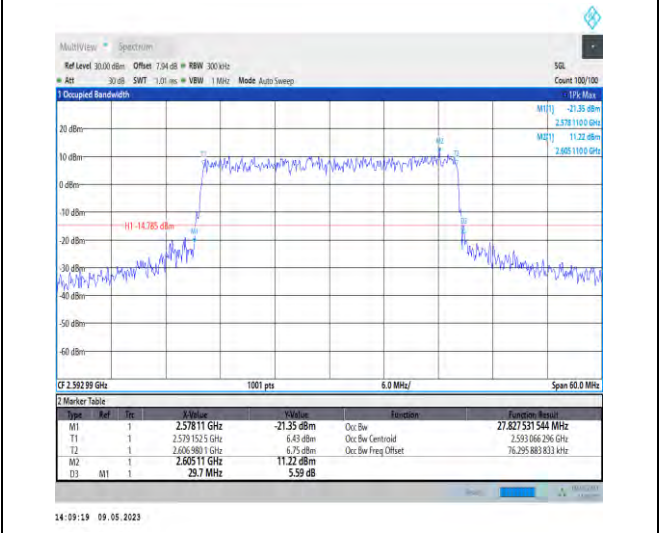 MultiView Spectrum
Ref Level 30.00 dBm Offset 7.94 dB RBW 300 kHz SGL
Att 30 dB SWT 1.01 ms VBW 1 MHz Mode Auto Sweep Count 100/100
1 Occupied Bandwidth 1Pk Max
M1[1] -21.35 dBm
2.578 110 0 GHz
M2[1] 11.22 dBm
2.605 110 0 GHz
20 dBm
M2
T1 T2
10 dBm
0 dBm
-10 dBm
H1 -14.785 dBm
D3
-20 dBm
-30 dBm
-40 dBm
-50 dBm
-60 dBm
CF 2.592 99 GHz 1001 pts 6.0 MHz/ Span 60.0 MHz
2 Marker Table
Type Ref Trc X-Value Y-Value Function Function Result
M1 1 2.578 11 GHz -21.35 dBm Occ Bw 27.827 531 544 MHz
T1 1 2.579 152 5 GHz 6.43 dBm Occ Bw Centroid 2.593 066 296 GHz
T2 1 2.606 980 1 GHz 6.75 dBm Occ Bw Freq Offset 76.295 883 833 kHz
M2 1 2.605 11 GHz 11.22 dBm
D3 M1 1 29.7 MHz 5.59 dB
14:09:19 09.05.2023